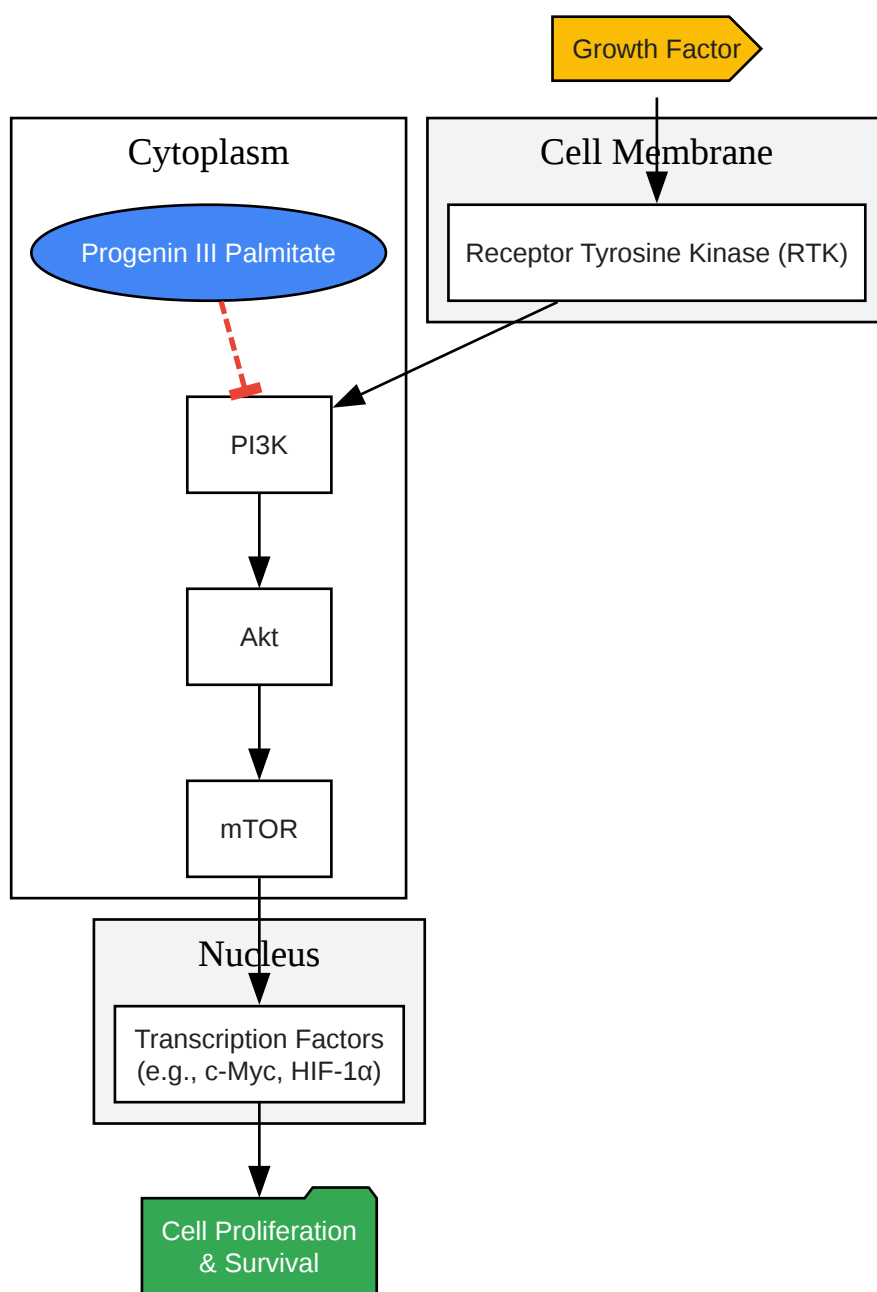 Growth Factor
Cytoplasm
Cell Membrane
Progenin III Palmitate
Receptor Tyrosine Kinase (RTK)
PI3K
Akt
mTOR
Nucleus
Transcription Factors
(e.g., c-Myc, HIF-1α)
Cell Proliferation
& Survival